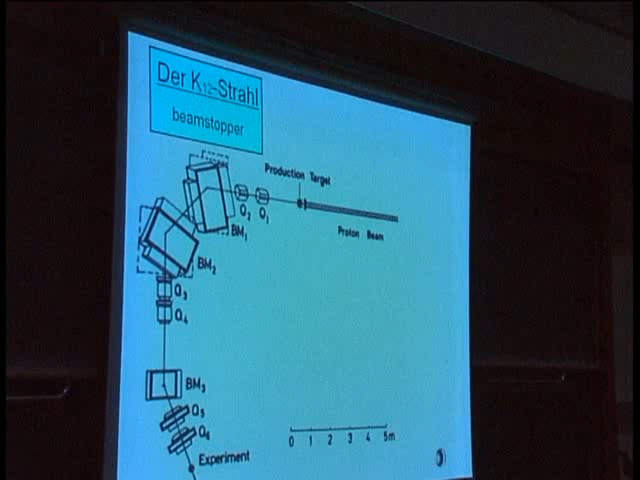 Der K12-Strahl
beamstopper
Production Target
Q2 Q1
BM1
Proton Beam
BM2
Q3
Q4
BM3
Q5
Q6
Experiment
0 1 2 3 4 5m